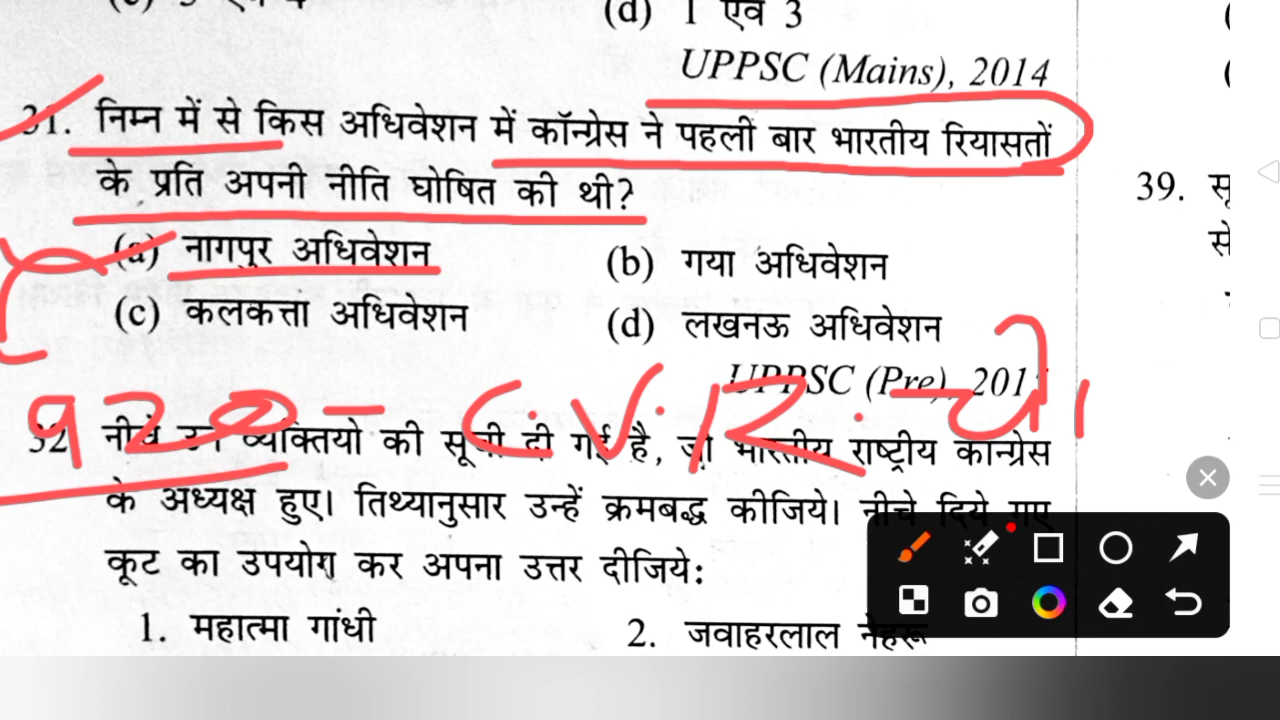 (d) 1 एवं 3
UPPSC (Mains), 2014
31. निम्न में से किस अधिवेशन में कॉन्ग्रेस ने पहली बार भारतीय रियासतों
के प्रति अपनी नीति घोषित की थी?
(a) नागपुर अधिवेशन
(b) गया अधिवेशन
(c) कलकत्ता अधिवेशन
(d) लखनऊ अधिवेशन
UPPSC (Pre), 201
920 - C.V.R.
32 नीचे उन व्यक्तियों की सूची दी गई है, जो भारतीय राष्ट्रीय कॉन्ग्रेस
के अध्यक्ष हुए। तिथ्यानुसार उन्हें क्रमबद्ध कीजिये। नीचे दिये गए
कूट का उपयोग कर अपना उत्तर दीजिये:
1. महात्मा गांधी
2. जवाहरलाल नेहरू
39.